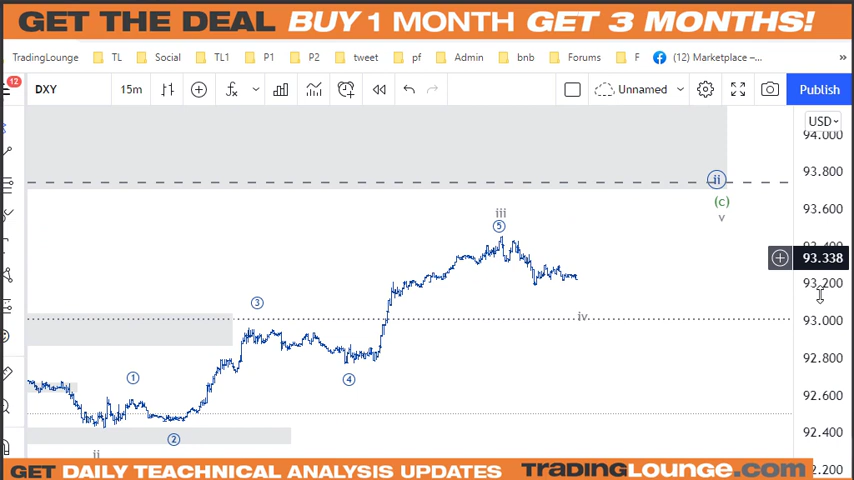 GET THE DEAL BUY 1 MONTH GET 3 MONTHS!
TradingLounge TL Social TL1 P1 P2 tweet pf Admin bnb Forums F (12) Marketplace –... »
12
DXY 15m Unnamed Publish
USD
94.000
93.800
ii
(c)
93.600
v
iii
5
93.400
93.338
93.200
iv
93.000
3
92.800
4
1
92.600
92.400
2
ii
92.200
GET DAILY TEACHNICAL ANALYSIS UPDATES TRADINGLOUNGE.com